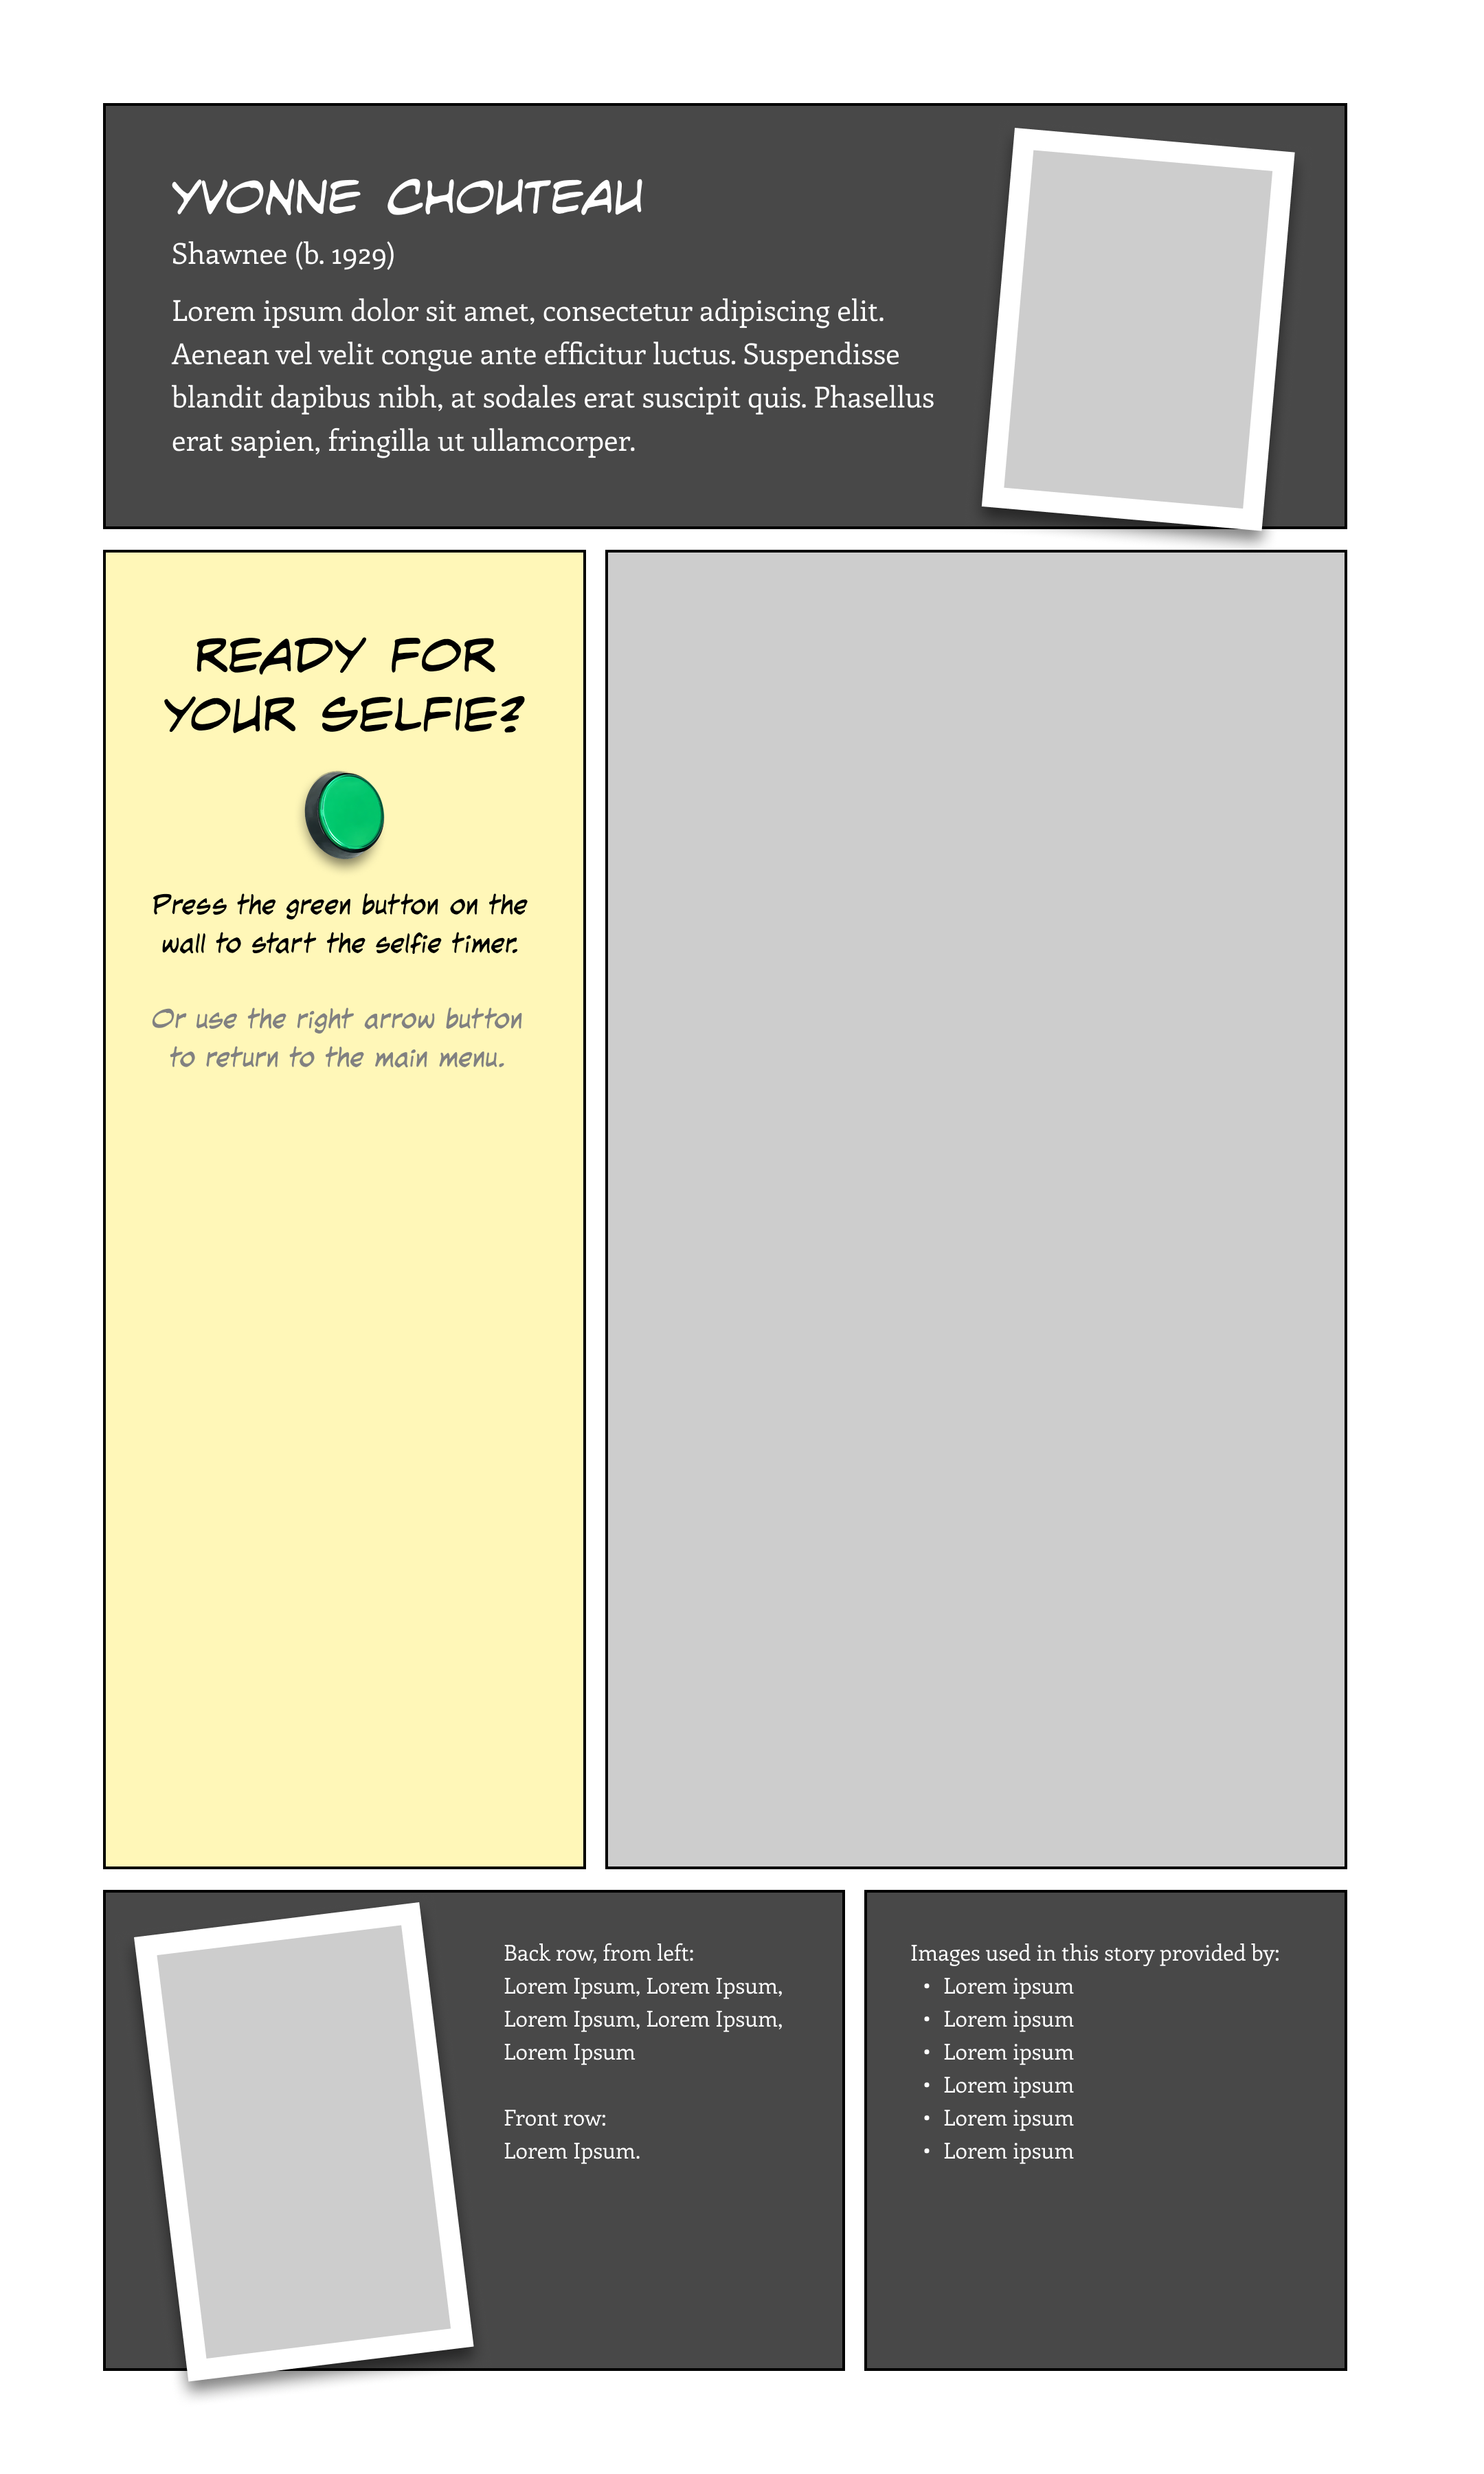 YVONNE CHOUTEAU
Shawnee (b. 1929)
Lorem ipsum dolor sit amet, consectetur adipiscing elit.
Aenean vel velit congue ante efficitur luctus. Suspendisse
blandit dapibus nibh, at sodales erat suscipit quis. Phasellus
erat sapien, fringilla ut ullamcorper.
READY FOR
YOUR SELFIE?
Press the green button on the
wall to start the selfie timer.
Or use the right arrow button
to return to the main menu.
Back row, from left:
Lorem Ipsum, Lorem Ipsum,
Lorem Ipsum, Lorem Ipsum,
Lorem Ipsum
Front row:
Lorem Ipsum.
Images used in this story provided by:
• Lorem ipsum
• Lorem ipsum
• Lorem ipsum
• Lorem ipsum
• Lorem ipsum
• Lorem ipsum